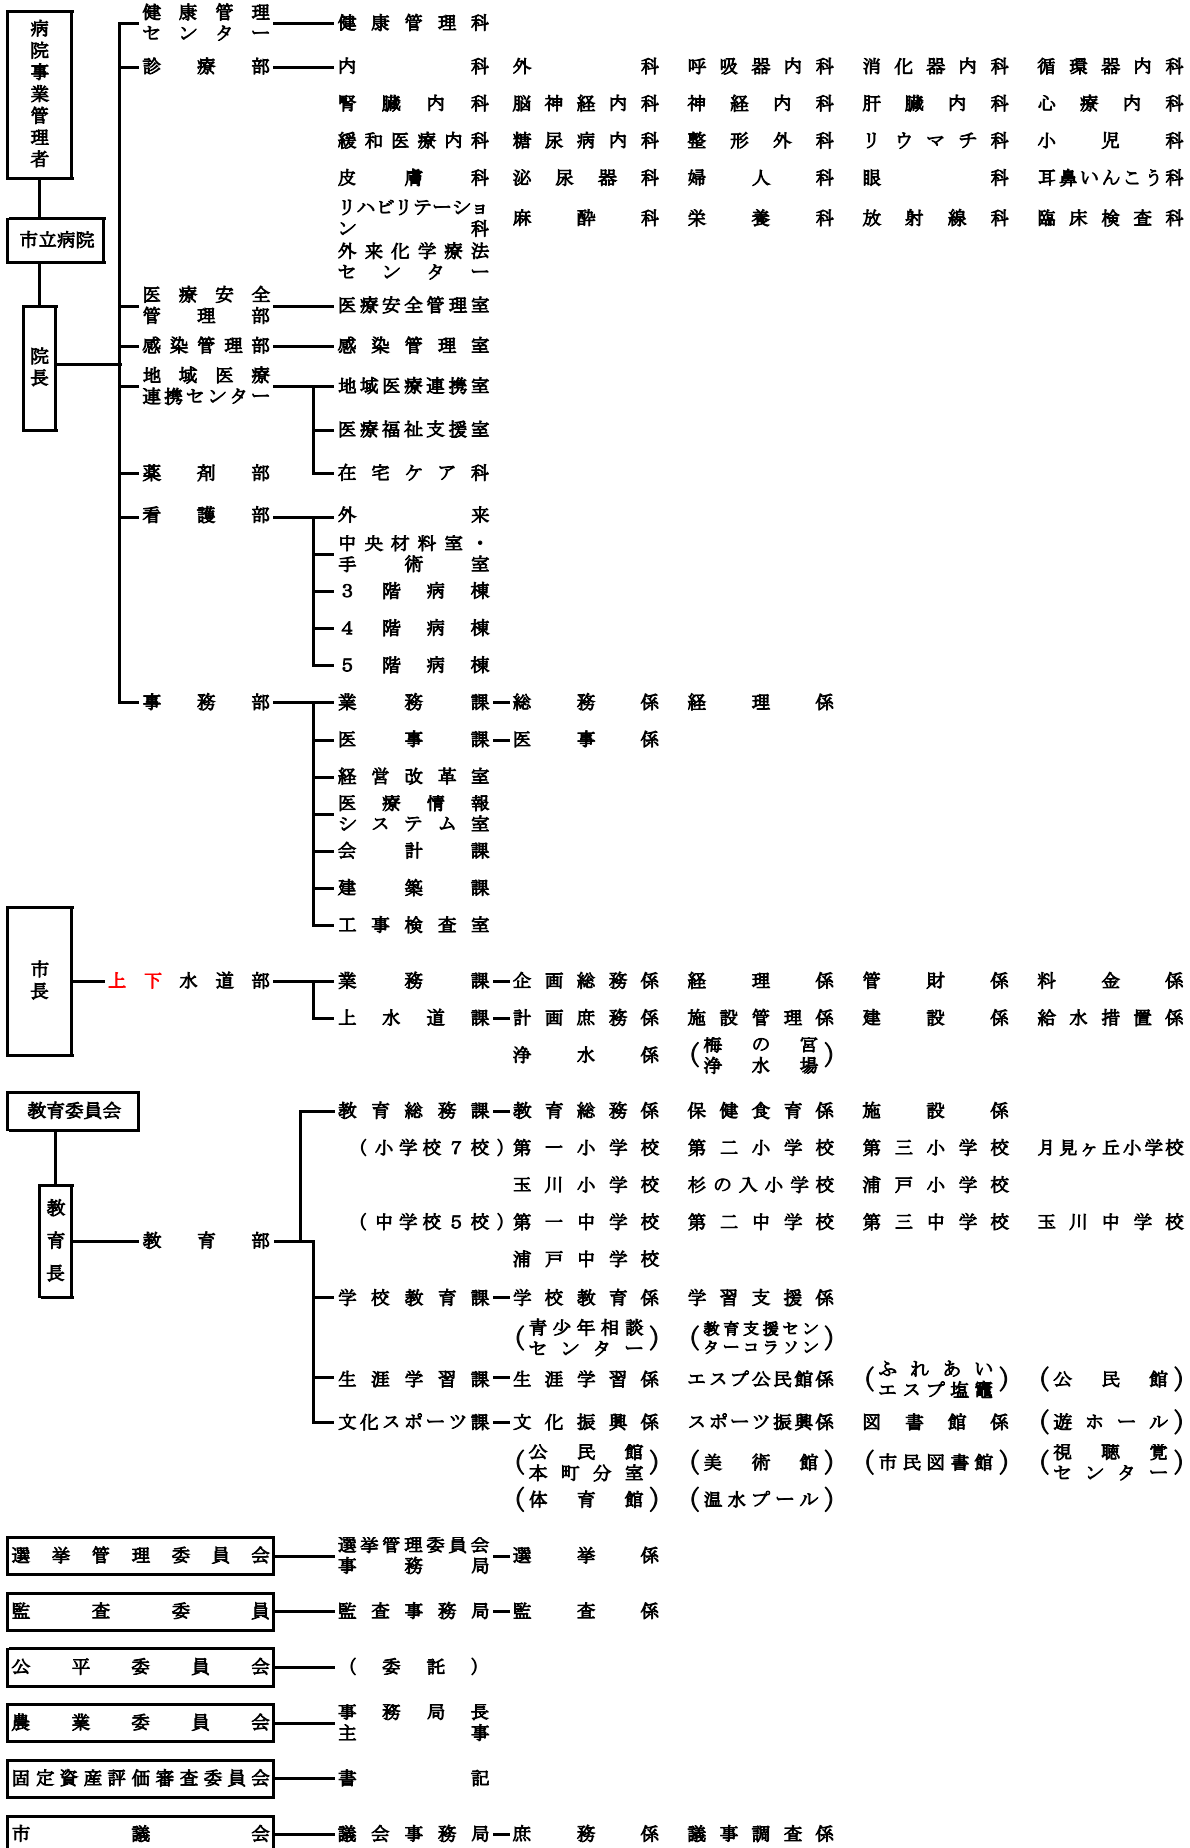 病院事業管理者
市立病院
院長
健康管理センター 健康管理科
診療部 内科 外科 呼吸器内科 消化器内科 循環器内科
腎臓内科 脳神経内科 神経内科 肝臓内科 心療内科
緩和医療内科 糖尿病内科 整形外科 リウマチ科 小児科
皮膚科 泌尿器科 婦人科 眼科 耳鼻いんこう科
リハビリテーション科 麻酔科 栄養科 放射線科 臨床検査科
外来化学療法センター
医療安全管理部 医療安全管理室
感染管理部 感染管理室
地域医療連携センター 地域医療連携室
医療福祉支援室
薬剤部 在宅ケア科
看護部 外来
中央材料室・手術室
3階病棟
4階病棟
5階病棟
事務部 業務課 総務係 経理係
医事課 医事係
経営改革室
医療情報システム室
会計課
建築課
工事検査室
市長
上下水道部 業務課 企画総務係 経理係 管財係 料金係
上水道課 計画庶務係 施設管理係 建設係 給水措置係
浄水係 (梅の宮浄水場)
教育委員会
教育長
教育部
教育総務課 教育総務係 保健食育係 施設係
(小学校7校) 第一小学校 第二小学校 第三小学校 月見ヶ丘小学校
玉川小学校 杉の入小学校 浦戸小学校
(中学校5校) 第一中学校 第二中学校 第三中学校 玉川中学校
浦戸中学校
学校教育課 学校教育係 学習支援係
(青少年相談センター) (教育支援センターコラソン)
生涯学習課 生涯学習係 エスプ公民館係 (ふれあいエスプ塩竈) (公民館)
文化スポーツ課 文化振興係 スポーツ振興係 図書館係 (遊ホール)
(公民館本町分室) (美術館) (市民図書館) (視聴覚センター)
(体育館) (温水プール)
選挙管理委員会 選挙管理委員会事務局 選挙係
監査委員 監査事務局 監査係
公平委員会 (委託)
農業委員会 事務局長
主事
固定資産評価審査委員会 書記
市議会 議会事務局 庶務係 議事調査係